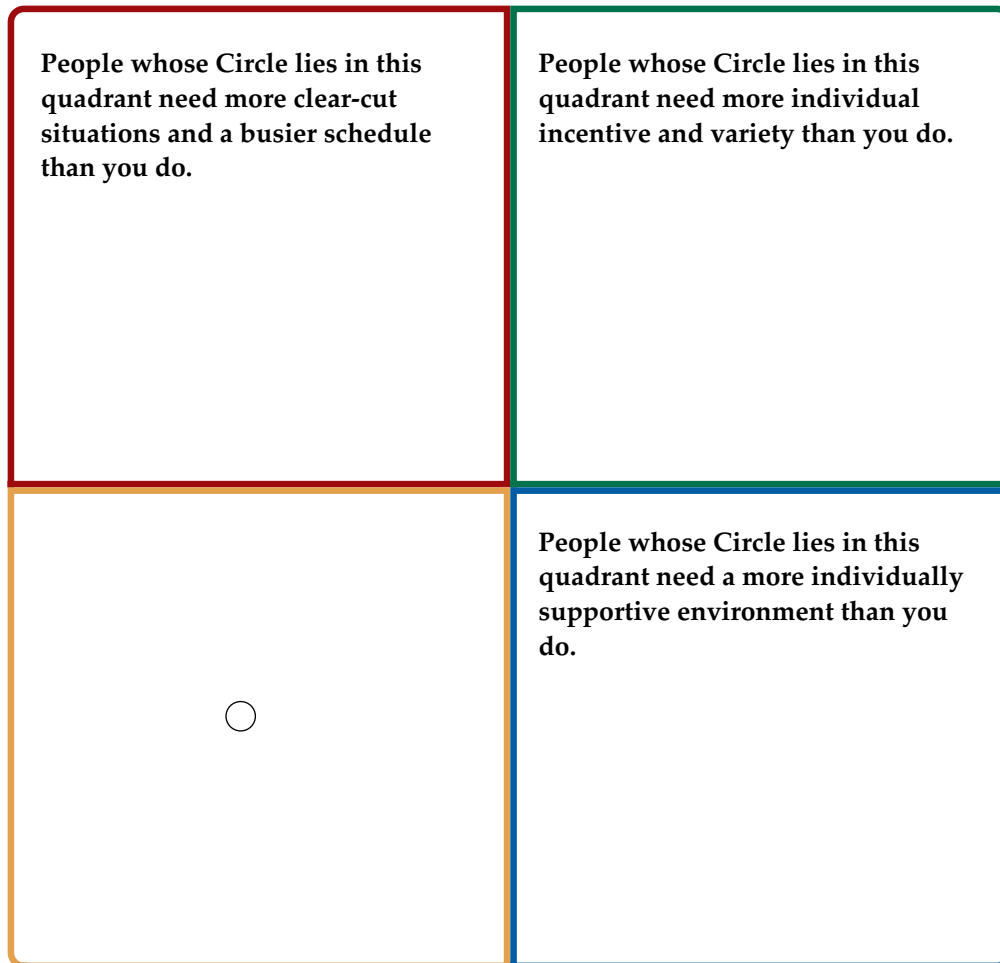 People whose Circle lies in this
quadrant need more clear-cut
situations and a busier schedule
than you do.
People whose Circle lies in this
quadrant need more individual
incentive and variety than you do.
People whose Circle lies in this
quadrant need a more individually
supportive environment than you
do.